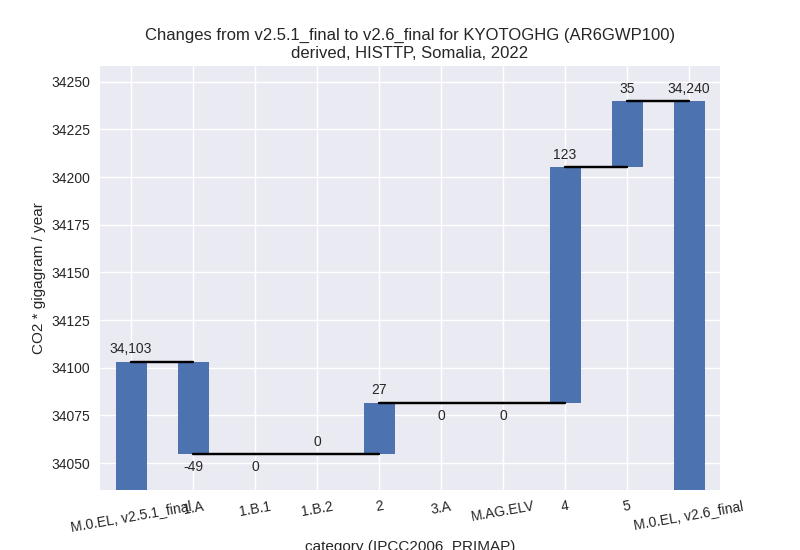 Changes from v2.5.1_final to v2.6_final for KYOTOGHG (AR6GWP100)
derived, HISTTP, Somalia, 2022
CO2 * gigagram / year
34250
34225
34200
34175
34150
34125
34100
34075
34050
34,103
-49
0
0
27
0
0
123
35
34,240
M.0.EL, v2.5.1_final
1.A
1.B.1
1.B.2
2
3.A
M.AG.ELV
4
5
M.0.EL, v2.6_final
category (IPCC2006_PRIMAP)